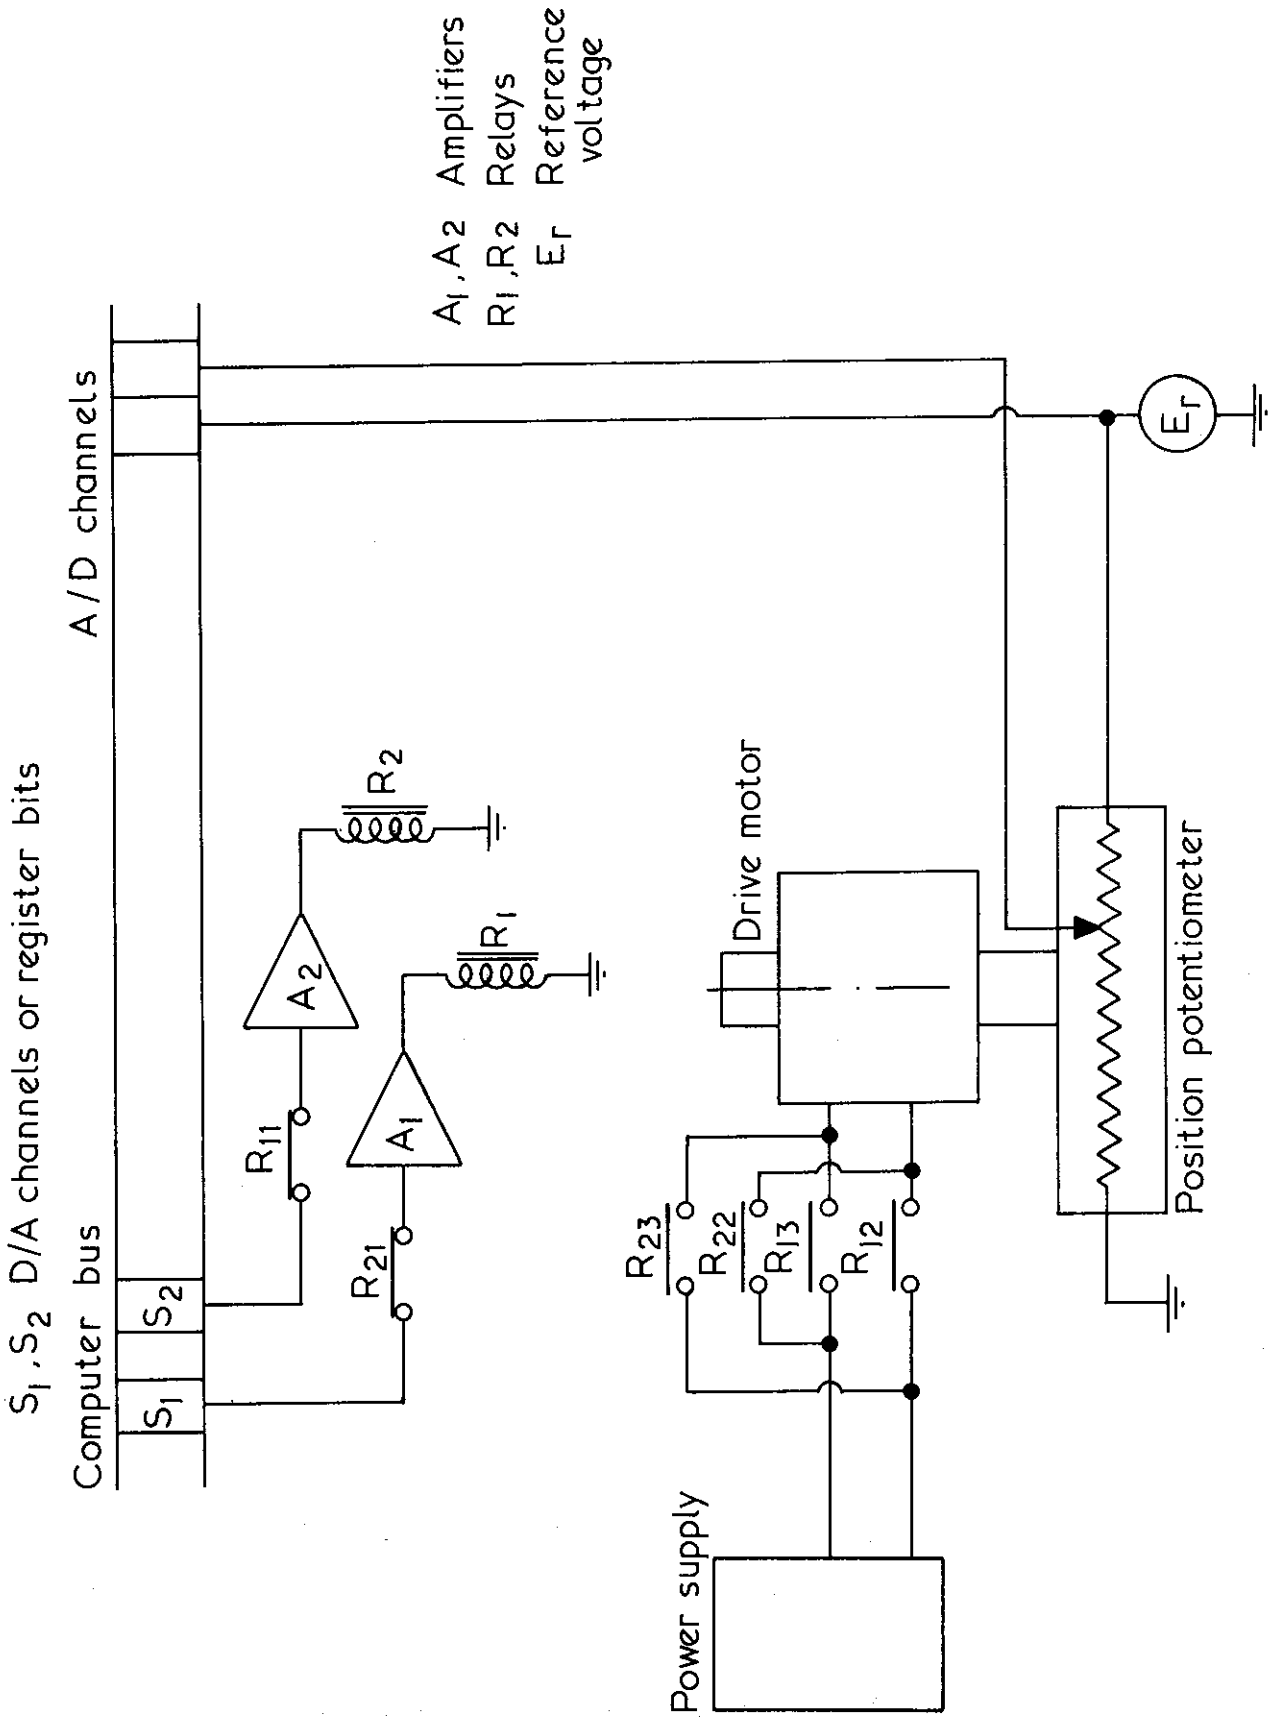 S1, S2 D/A channels or register bits
Computer bus
A/D channels
S1
S2
R11
A2
R2
R21
A1
R1
A1, A2 Amplifiers
R1, R2 Relays
Er Reference
voltage
Power supply
R23
R22
R13
R12
Drive motor
Position potentiometer
Er